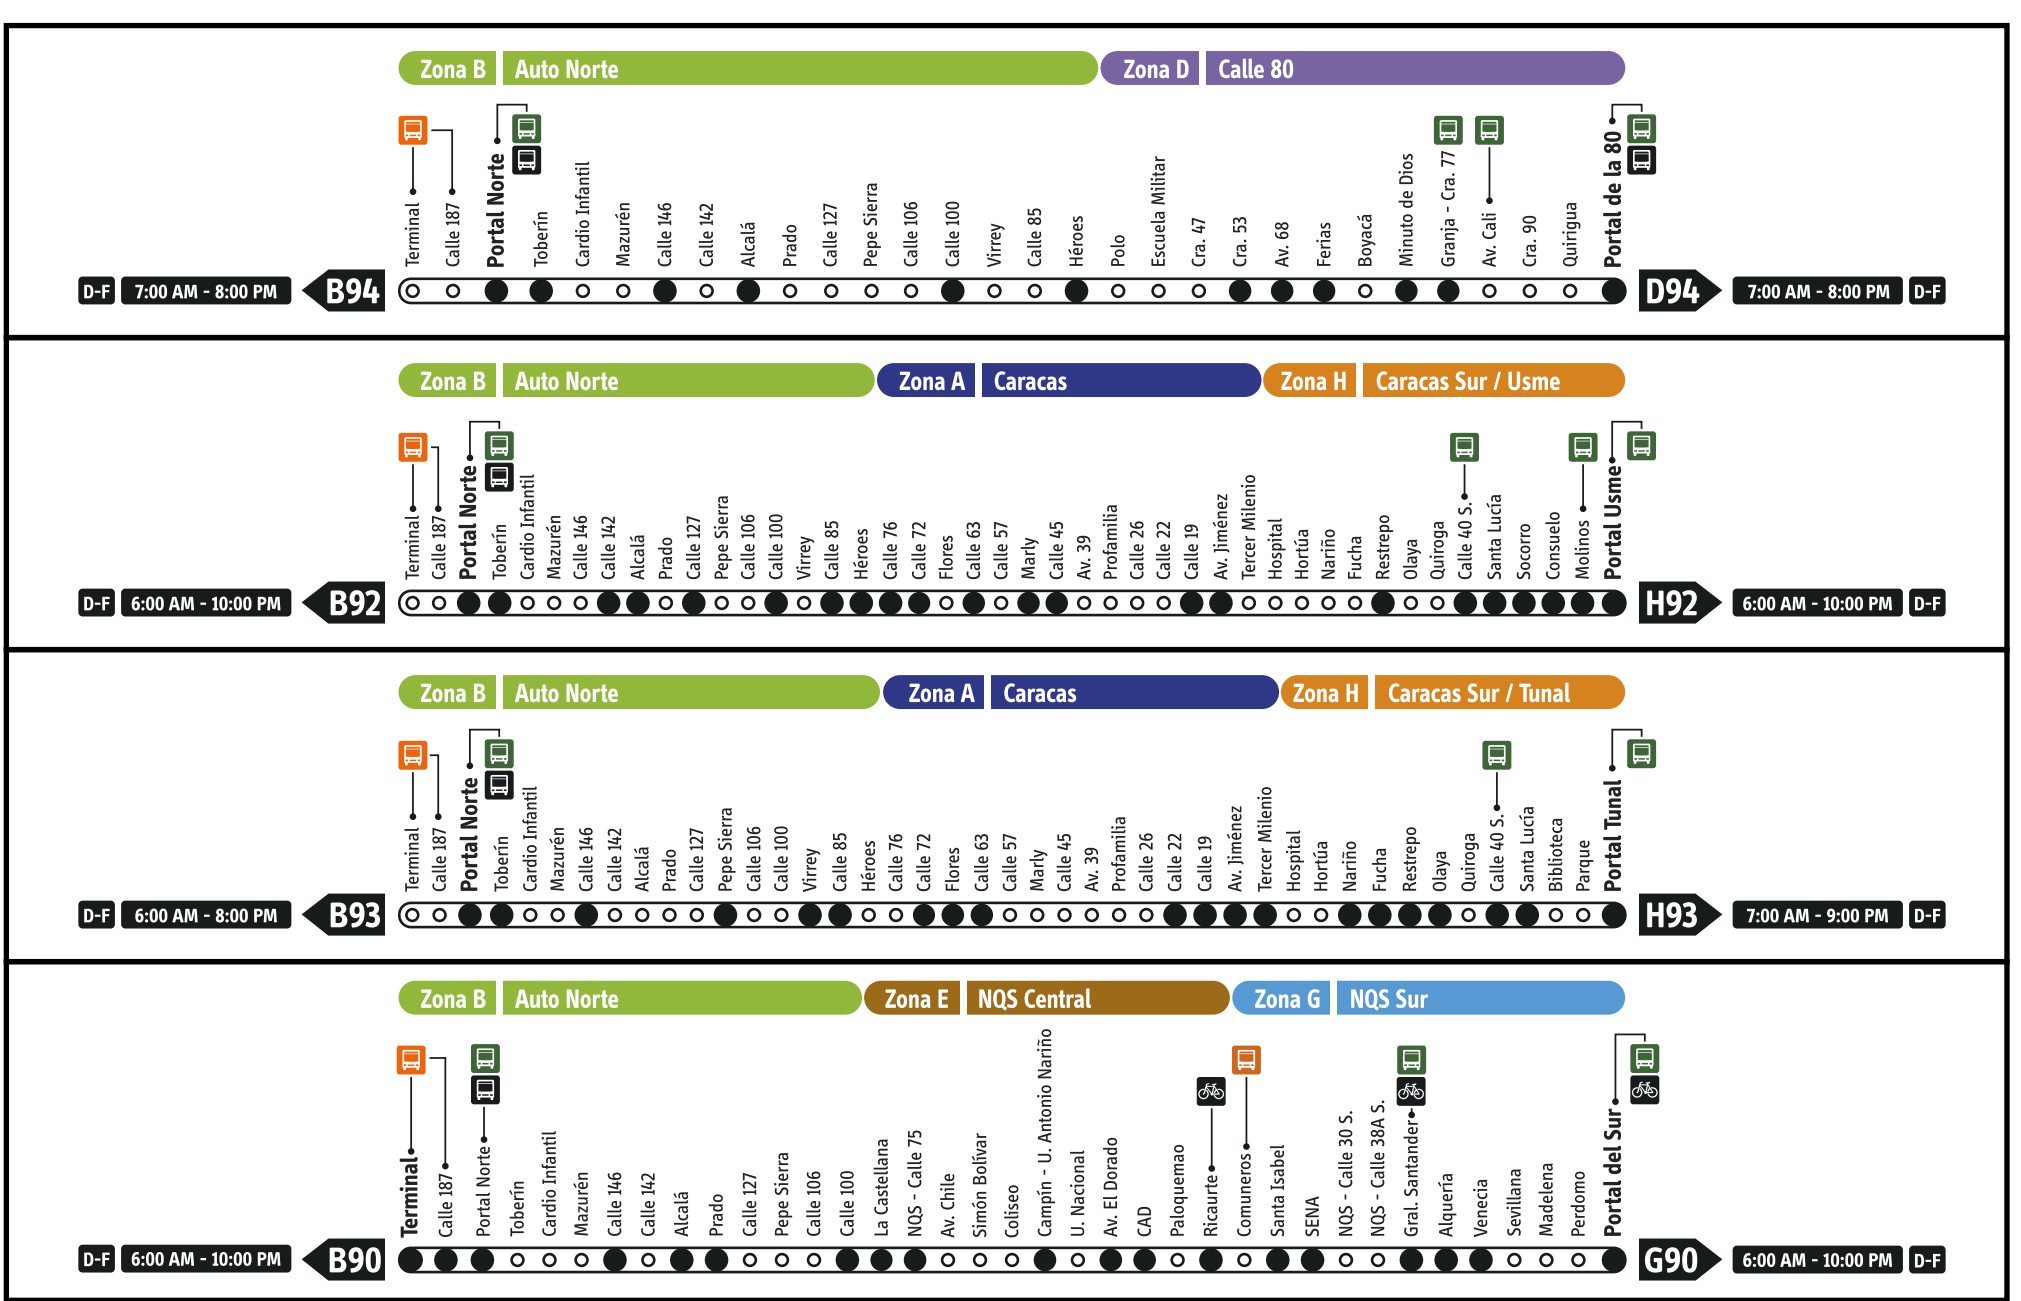 Zona B Auto Norte Zona D Calle 80
Terminal
Calle 187
Portal Norte
Toberín
Cardio Infantil
Mazurén
Calle 146
Calle 142
Alcalá
Prado
Calle 127
Pepe Sierra
Calle 106
Calle 100
Virrey
Calle 85
Héroes
Polo
Escuela Militar
Cra. 47
Cra. 53
Av. 68
Ferias
Boyacá
Minuto de Dios
Granja - Cra. 77
Av. Cali
Cra. 90
Quirigua
Portal de la 80
D-F 7:00 AM - 8:00 PM B94 D94 7:00 AM - 8:00 PM D-F
Zona B Auto Norte Zona A Caracas Zona H Caracas Sur / Usme
Terminal
Calle 187
Portal Norte
Toberín
Cardio Infantil
Mazurén
Calle 146
Calle 142
Alcalá
Prado
Calle 127
Pepe Sierra
Calle 106
Calle 100
Virrey
Calle 85
Héroes
Calle 76
Calle 72
Flores
Calle 63
Calle 57
Marly
Calle 45
Av. 39
Profamilia
Calle 26
Calle 22
Calle 19
Av. Jiménez
Tercer Milenio
Hospital
Hortúa
Nariño
Fucha
Restrepo
Olaya
Quiroga
Calle 40 S.
Santa Lucía
Socorro
Consuelo
Molinos
Portal Usme
D-F 6:00 AM - 10:00 PM B92 H92 6:00 AM - 10:00 PM D-F
Zona B Auto Norte Zona A Caracas Zona H Caracas Sur / Tunal
Terminal
Calle 187
Portal Norte
Toberín
Cardio Infantil
Mazurén
Calle 146
Calle 142
Alcalá
Prado
Calle 127
Pepe Sierra
Calle 106
Calle 100
Virrey
Calle 85
Héroes
Calle 76
Calle 72
Flores
Calle 63
Calle 57
Marly
Calle 45
Av. 39
Profamilia
Calle 26
Calle 22
Calle 19
Av. Jiménez
Tercer Milenio
Hospital
Hortúa
Nariño
Fucha
Restrepo
Olaya
Quiroga
Calle 40 S.
Santa Lucía
Biblioteca
Parque
Portal Tunal
D-F 6:00 AM - 8:00 PM B93 H93 7:00 AM - 9:00 PM D-F
Zona B Auto Norte Zona E NQS Central Zona G NQS Sur
Terminal
Calle 187
Portal Norte
Toberín
Cardio Infantil
Mazurén
Calle 146
Calle 142
Alcalá
Prado
Calle 127
Pepe Sierra
Calle 106
Calle 100
La Castellana
NQS - Calle 75
Av. Chile
Simón Bolívar
Coliseo
Campín - U. Antonio Nariño
U. Nacional
Av. El Dorado
CAD
Paloquemao
Ricaurte
Comuneros
Santa Isabel
SENA
NQS - Calle 30 S.
NQS - Calle 38A S.
Gral. Santander
Alquería
Venecia
Sevillana
Madelena
Perdomo
Portal del Sur
D-F 6:00 AM - 10:00 PM B90 G90 6:00 AM - 10:00 PM D-F